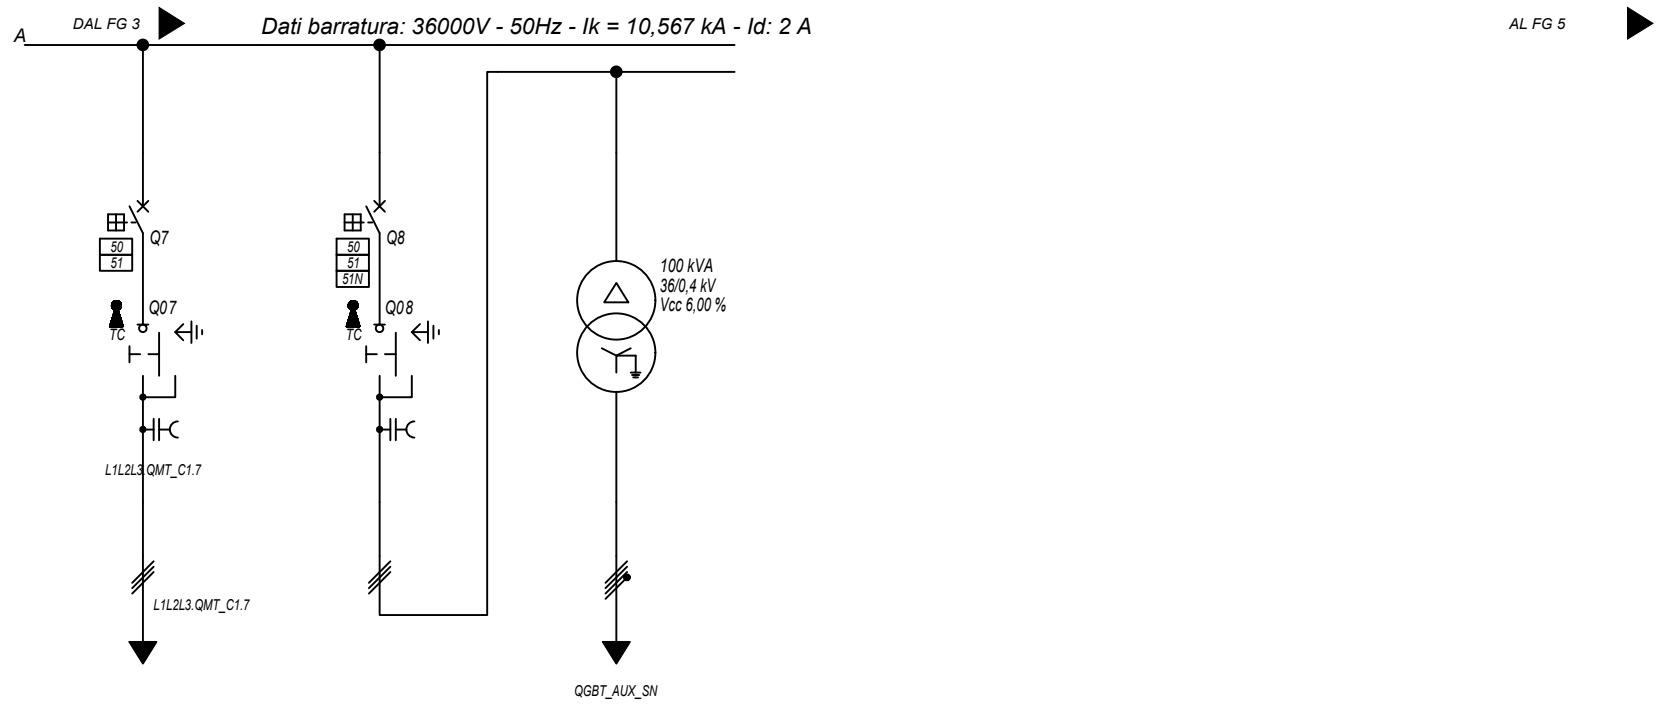 A
DAL FG 3
Dati barratura: 36000V - 50Hz - Ik = 10,567 kA - Id: 2 A
AL FG 5
Q7
50
51
Q07
TC
L1L2L3.QMT_C1.7
L1L2L3.QMT_C1.7
Q8
50
51
51N
Q08
TC
100 kVA
36/0,4 kV
Vcc 6,00 %
QGBT_AUX_SN